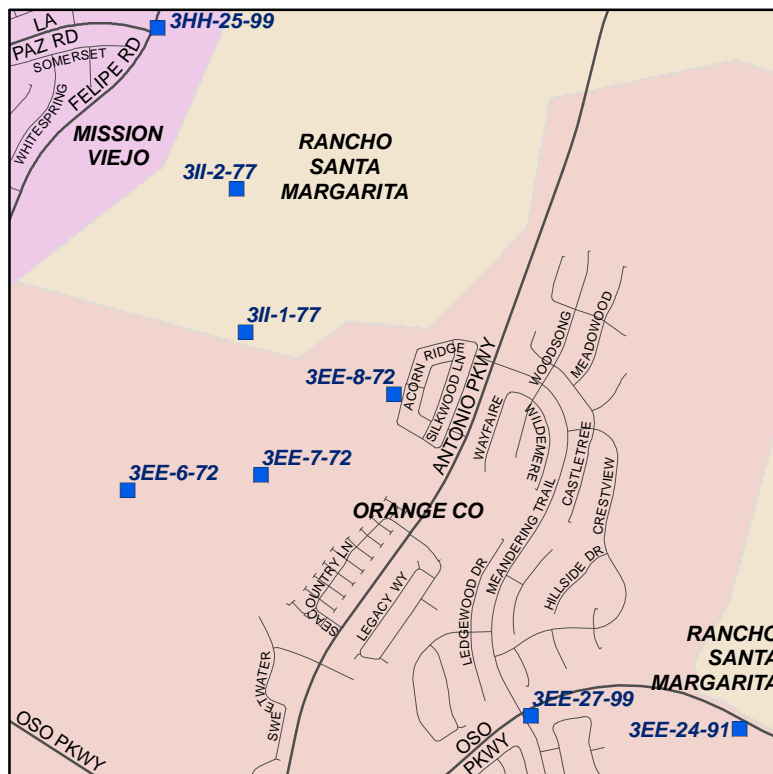 LA
PAZ RD
3HH-25-99
SOMERSET
FELIPE RD
WHITESPRING
MISSION
VIEJO
RANCHO
SANTA
MARGARITA
3II-2-77
3II-1-77
3EE-8-72
ACORN RIDGE
SILKWOOD LN
ANTONIO PKWY
WOODSONG
MEADOWOOD
WAYFAIRE
WILDEMERE
CASTLETREE
CRESTVIEW
MEANDERING TRAIL
3EE-7-72
3EE-6-72
ORANGE CO
SEACOUNTRY LN
LEGACY WY
LEDGEWOOD DR
HILLSIDE DR
SWEETWATER
RANCHO
SANTA
MARGARITA
3EE-27-99
3EE-24-91
OSO PKWY
OSO
PKWY